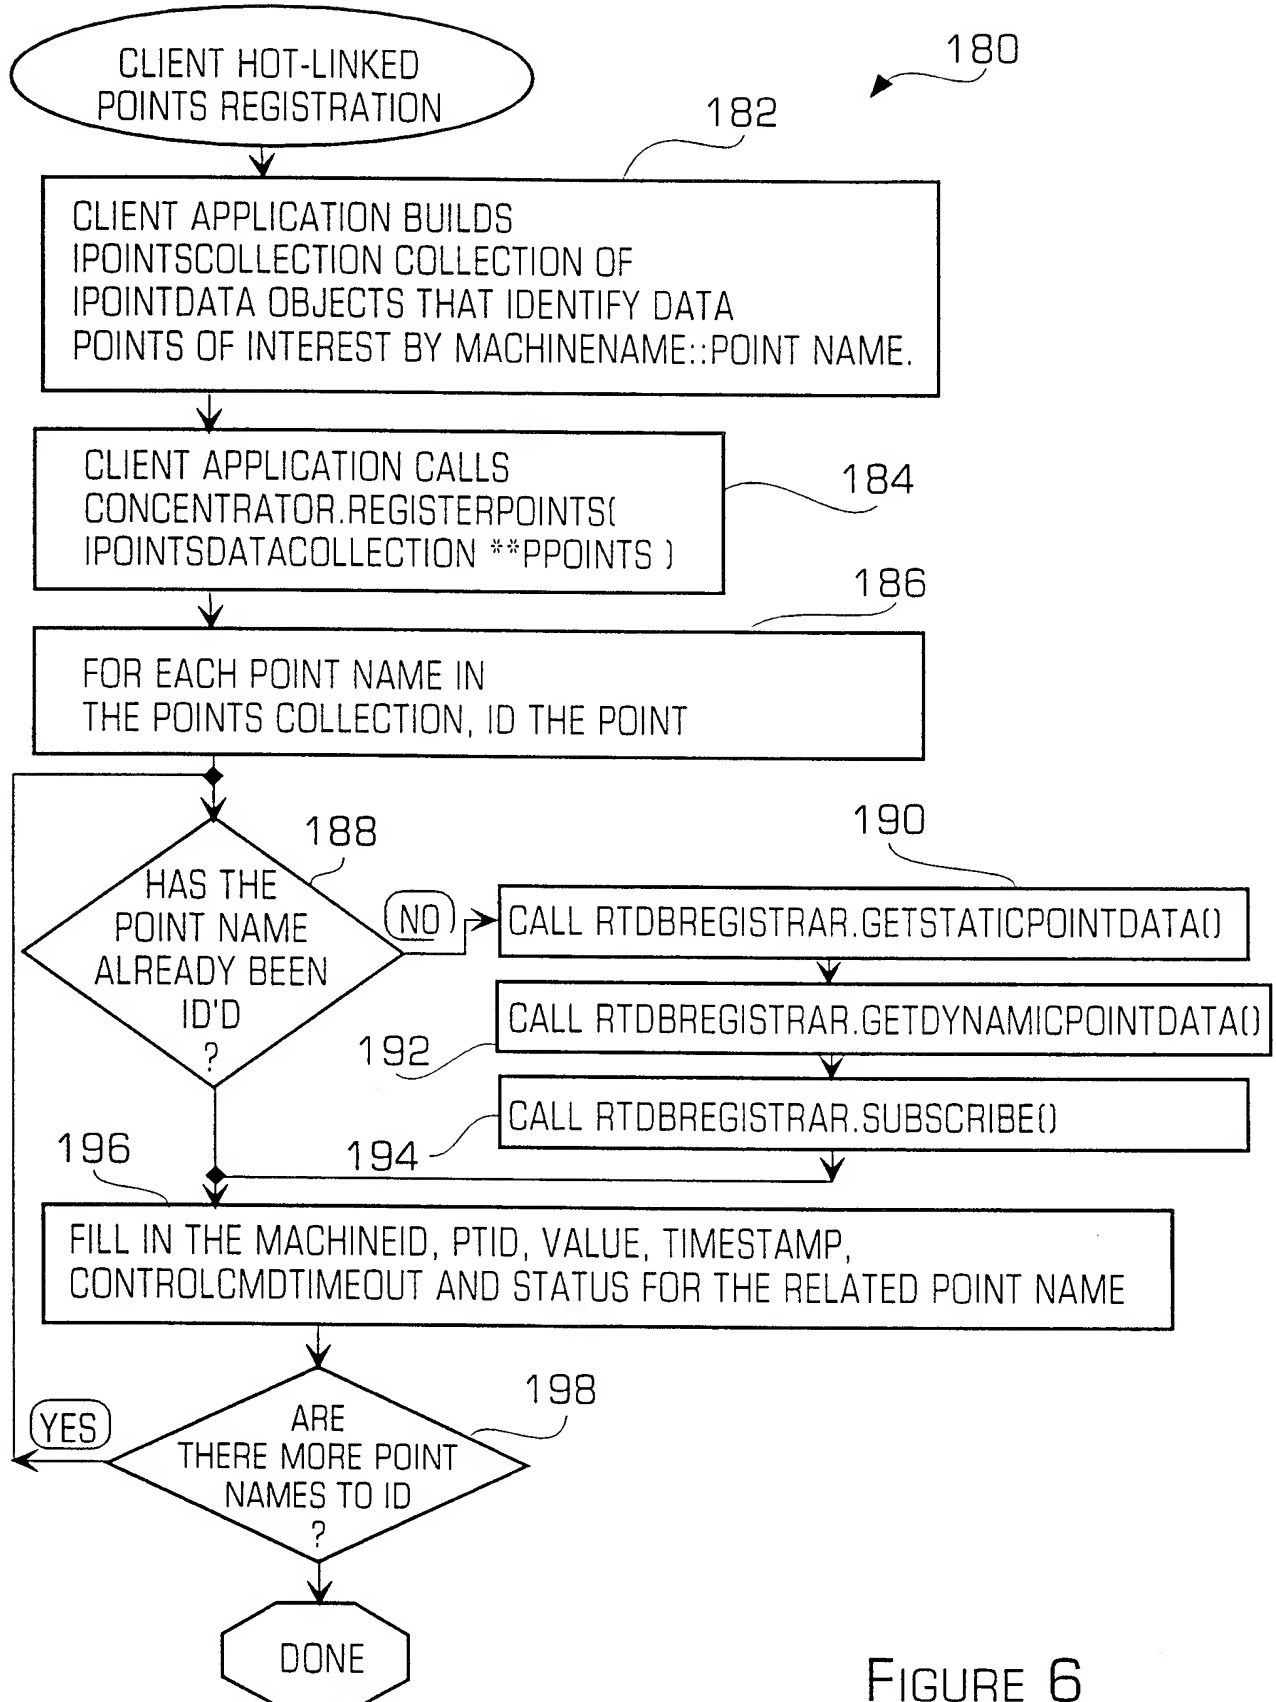 CLIENT HOT-LINKED
POINTS REGISTRATION
180
182
CLIENT APPLICATION BUILDS
IPOINTSCOLLECTION COLLECTION OF
IPOINTDATA OBJECTS THAT IDENTIFY DATA
POINTS OF INTEREST BY MACHINENAME::POINT NAME.
CLIENT APPLICATION CALLS
CONCENTRATOR.REGISTERPOINTS(
IPOINTSDATACOLLECTION **PPOINTS )
184
186
FOR EACH POINT NAME IN
THE POINTS COLLECTION, ID THE POINT
188
HAS THE
POINT NAME
ALREADY BEEN
ID'D
?
NO
190
CALL RTDBREGISTRAR.GETSTATICPOINTDATA()
CALL RTDBREGISTRAR.GETDYNAMICPOINTDATA()
192
CALL RTDBREGISTRAR.SUBSCRIBE()
194
196
FILL IN THE MACHINEID, PTID, VALUE, TIMESTAMP,
CONTROLCMDTIMEOUT AND STATUS FOR THE RELATED POINT NAME
198
YES
ARE
THERE MORE POINT
NAMES TO ID
?
DONE
FIGURE 6